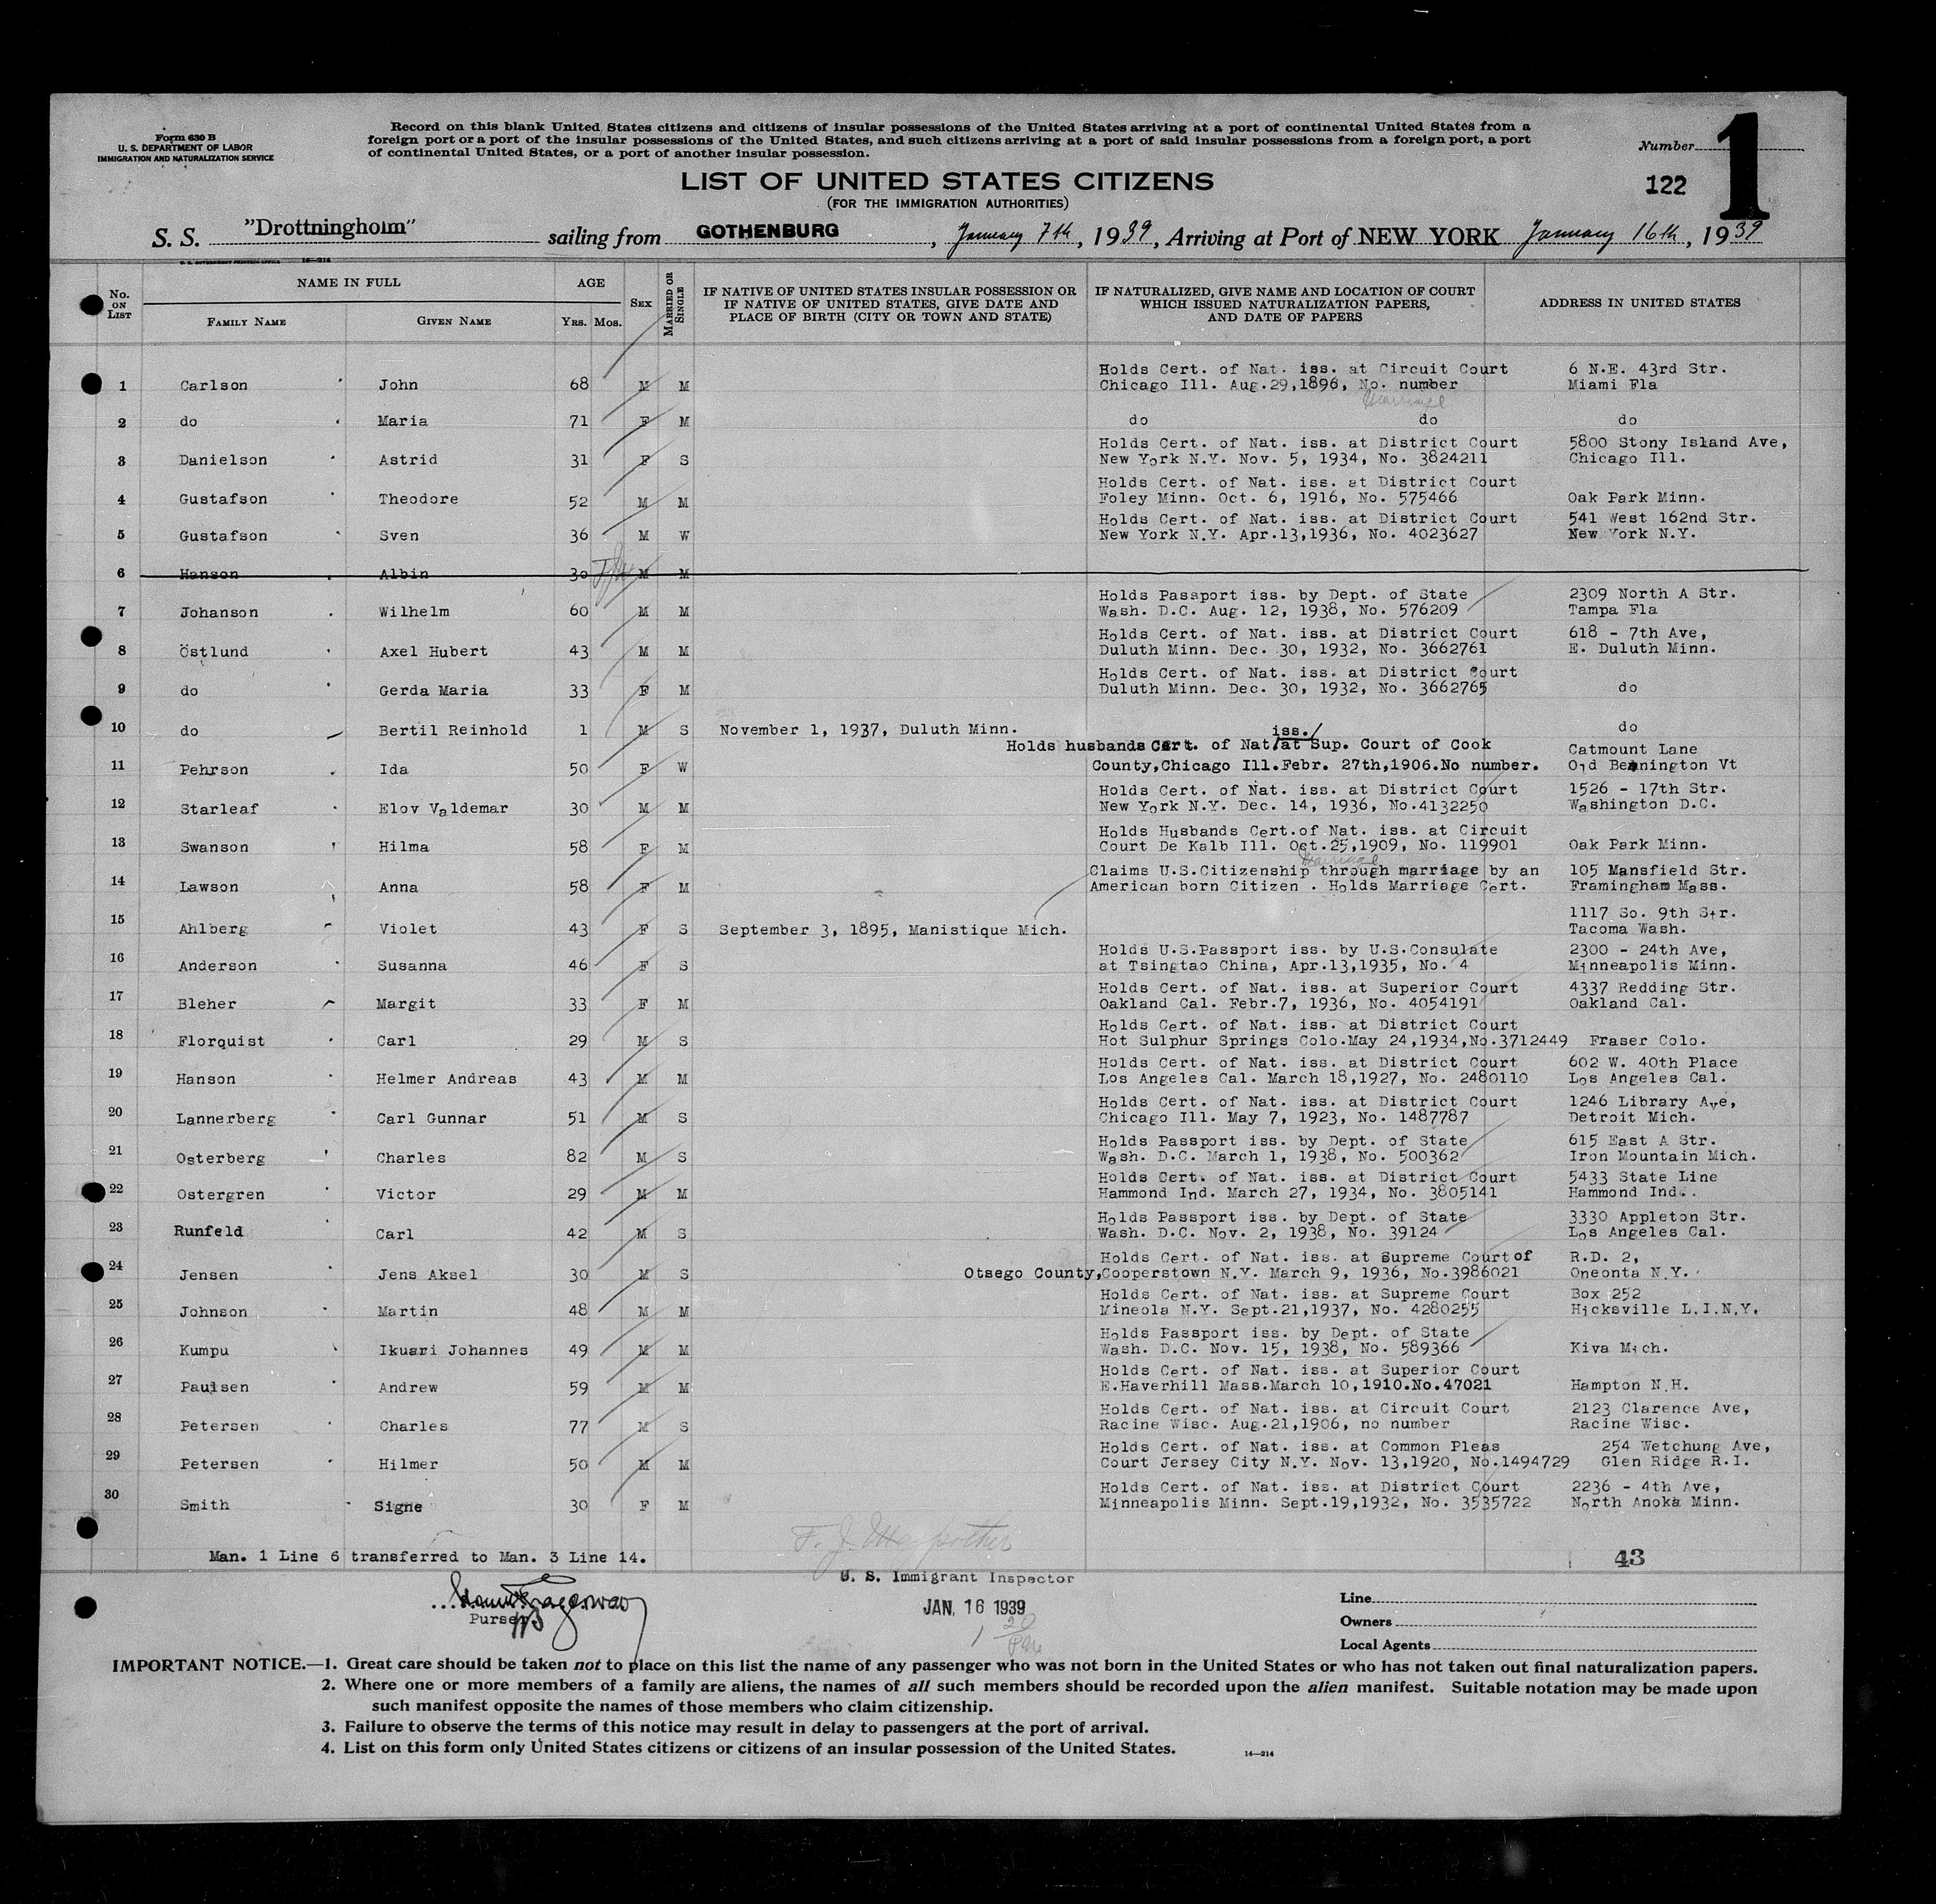 Form 630 B
U. S. DEPARTMENT OF LABOR
IMMIGRATION AND NATURALIZATION SERVICE
Record on this blank United States citizens and citizens of insular possessions of the United States arriving at a port of continental United States from a
foreign port or a port of the insular possessions of the United States, and such citizens arriving at a port of said insular possessions from a foreign port, a port
of continental United States, or a port of another insular possession.
Number 1
122
LIST OF UNITED STATES CITIZENS
(FOR THE IMMIGRATION AUTHORITIES)
S. S. "Drottningholm" sailing from GOTHENBURG, January 7th, 1939, Arriving at Port of NEW YORK January 16th, 1939
No. ON LIST
NAME IN FULL
FAMILY NAME
GIVEN NAME
AGE
YRS. MOS.
SEX
MARRIED OR SINGLE
IF NATIVE OF UNITED STATES INSULAR POSSESSION OR
IF NATIVE OF UNITED STATES, GIVE DATE AND
PLACE OF BIRTH (CITY OR TOWN AND STATE)
IF NATURALIZED, GIVE NAME AND LOCATION OF COURT
WHICH ISSUED NATURALIZATION PAPERS,
AND DATE OF PAPERS
ADDRESS IN UNITED STATES
Holds Cert. of Nat. iss. at Circuit Court 6 N.E. 43rd Str.
1 Carlson John 68 M M Chicago Ill. Aug.29,1896, No. number Miami Fla
Marriage
2 do Maria 71 F M do do do
Holds Cert. of Nat. iss. at District Court 5800 Stony Island Ave,
3 Danielson Astrid 31 F S New York N.Y. Nov. 5, 1934, No. 3824211 Chicago Ill.
Holds Cert. of Nat. iss. at District Court
4 Gustafson Theodore 52 M M Foley Minn. Oct. 6, 1916, No. 575466 Oak Park Minn.
Holds Cert. of Nat. iss. at District Court 541 West 162nd Str.
5 Gustafson Sven 36 M W New York N.Y. Apr.13,1936, No. 4023627 New York N.Y.
6 Hanson Albin 30 M M
Holds Passport iss. by Dept. of State 2309 North A Str.
7 Johanson Wilhelm 60 M M Wash. D.C. Aug. 12, 1938, No. 576209 Tampa Fla
Holds Cert. of Nat. iss. at District Court 618 - 7th Ave,
8 Östlund Axel Hubert 43 M M Duluth Minn. Dec. 30, 1932, No. 3662761 E. Duluth Minn.
Holds Cert. of Nat. iss. at District Court
9 do Gerda Maria 33 F M Duluth Minn. Dec. 30, 1932, No. 3662765 do
10 do Bertil Reinhold 1 M S November 1, 1937, Duluth Minn. do
iss./
Holds husbands Cert. of Nat/at Sup. Court of Cook Catmount Lane
11 Pehrson Ida 50 F W County,Chicago Ill.Febr. 27th,1906.No number. Old Bennington Vt
Holds Cert. of Nat. iss. at District Court 1526 - 17th Str.
12 Starleaf Elov Valdemar 30 M M New York N.Y. Dec. 14, 1936, No.4132250 Washington D.C.
Holds Husbands Cert.of Nat. iss. at Circuit
13 Swanson Hilma 58 F M Court De Kalb Ill. Oct.25,1909, No. 119901 Oak Park Minn.
Marriage
Claims U.S.Citizenship through marriage by an 105 Mansfield Str.
14 Lawson Anna 58 F M American born Citizen . Holds Marriage Cert. Framingham Mass.
1117 So. 9th Str.
15 Ahlberg Violet 43 F S September 3, 1895, Manistique Mich. Tacoma Wash.
Holds U.S.Passport iss. by U.S.Consulate 2300 - 24th Ave,
16 Anderson Susanna 46 F S at Tsingtao China, Apr.13,1935, No. 4 Minneapolis Minn.
Holds Cert. of Nat. iss. at Superior Court 4337 Redding Str.
17 Bleher Margit 33 F M Oakland Cal. Febr.7, 1936, No. 4054191 Oakland Cal.
Holds Cert. of Nat. iss. at District Court
18 Florquist Carl 29 M S Hot Sulphur Springs Colo.May 24,1934,No.3712449 Fraser Colo.
Holds Cert. of Nat. iss. at District Court 602 W. 40th Place
19 Hanson Helmer Andreas 43 M M Los Angeles Cal. March 18,1927, No. 2480110 Los Angeles Cal.
Holds Cert. of Nat. iss. at District Court 1246 Library Ave,
20 Lannerberg Carl Gunnar 51 M S Chicago Ill. May 7, 1923, No. 1487787 Detroit Mich.
Holds Passport iss. by Dept. of State 615 East A Str.
21 Osterberg Charles 82 M S Wash. D.C. March 1, 1938, No. 500362 Iron Mountain Mich.
Holds Cert. of Nat. iss. at District Court 5433 State Line
22 Ostergren Victor 29 M M Hammond Ind. March 27, 1934, No. 3805141 Hammond Ind.
Holds Passport iss. by Dept. of State 3330 Appleton Str.
23 Runfeld Carl 42 M S Wash. D.C. Nov. 2, 1938, No. 39124 Los Angeles Cal.
Holds Cert. of Nat. iss. at Supreme Court of R.D. 2,
24 Jensen Jens Aksel 30 M S Otsego County,Cooperstown N.Y. March 9, 1936, No.3986021 Oneonta N.Y.
Holds Cert. of Nat. iss. at Supreme Court Box 252
25 Johnson Martin 48 M M Mineola N.Y. Sept.21,1937, No. 4280255 Hicksville L.I.N.Y.
Holds Passport iss. by Dept. of State
26 Kumpu Ikuari Johannes 49 M M Wash. D.C. Nov. 15, 1938, No. 589366 Kiva Mich.
Holds Cert. of Nat. iss. at Superior Court
27 Paulsen Andrew 59 M M E.Haverhill Mass.March 10,1910.No.47021 Hampton N.H.
Holds Cert. of Nat. iss. at Circuit Court 2123 Clarence Ave,
28 Petersen Charles 77 M S Racine Wisc. Aug.21,1906, no number Racine Wisc.
Holds Cert. of Nat. iss. at Common Pleas 254 Wetchung Ave,
29 Petersen Hilmer 50 M M Court Jersey City N.Y. Nov. 13,1920, No.1494729 Glen Ridge R.I.
Holds Cert. of Nat. iss. at District Court 2236 - 4th Ave,
30 Smith Signe 30 F M Minneapolis Minn. Sept.19,1932, No. 3535722 North Anoka Minn.
Man. 1 Line 6 transferred to Man. 3 Line 14.
43
U. S. Immigrant Inspector
Purser
JAN. 16 1939
Line
Owners
Local Agents
IMPORTANT NOTICE.—1. Great care should be taken not to place on this list the name of any passenger who was not born in the United States or who has not taken out final naturalization papers.
2. Where one or more members of a family are aliens, the names of all such members should be recorded upon the alien manifest. Suitable notation may be made upon
such manifest opposite the names of those members who claim citizenship.
3. Failure to observe the terms of this notice may result in delay to passengers at the port of arrival.
4. List on this form only United States citizens or citizens of an insular possession of the United States.
14—214